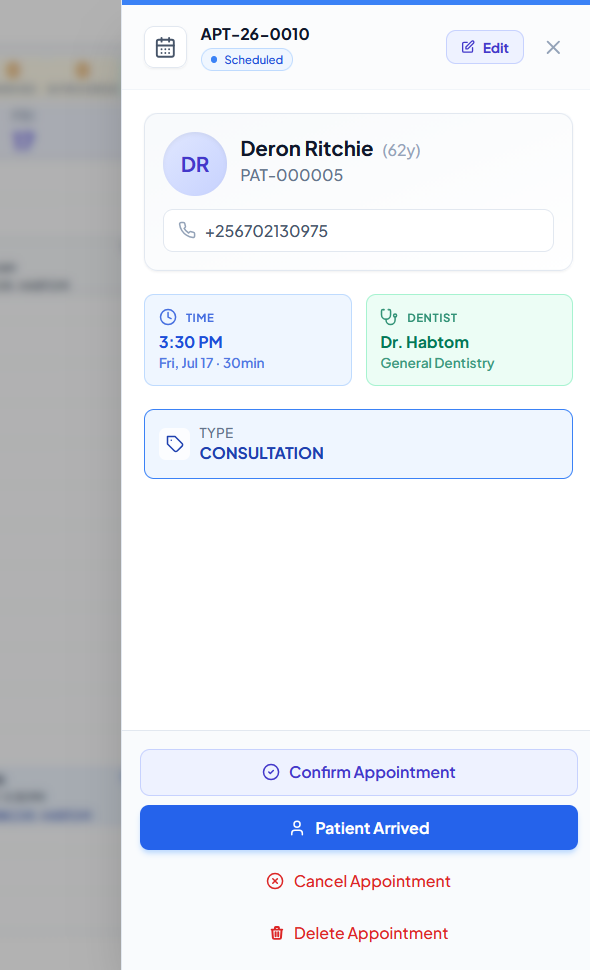 APT-26-0010
Scheduled
Edit
DR
Deron Ritchie (62y)
PAT-000005
+256702130975
TIME
3:30 PM
Fri, Jul 17 · 30min
DENTIST
Dr. Habtom
General Dentistry
TYPE
CONSULTATION
Confirm Appointment
Patient Arrived
Cancel Appointment
Delete Appointment